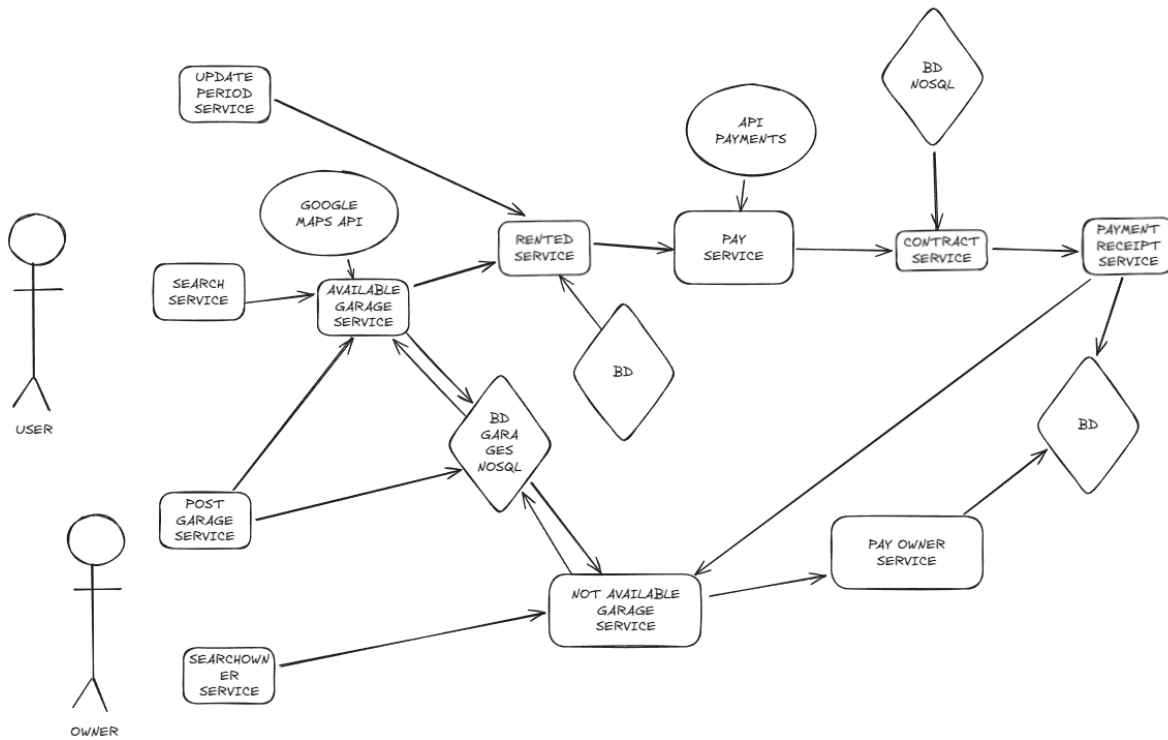 UPDATE
PERIOD
SERVICE
GOOGLE
MAPS API
SEARCH
SERVICE
AVAILABLE
GARAGE
SERVICE
RENTED
SERVICE
API
PAYMENTS
PAY
SERVICE
BD
NOSQL
CONTRACT
SERVICE
PAYMENT
RECEIPT
SERVICE
BD
BD
USER
BD
GARA
GES
NOSQL
POST
GARAGE
SERVICE
PAY OWNER
SERVICE
NOT AVAILABLE
GARAGE
SERVICE
SEARCHOWN
ER
SERVICE
OWNER